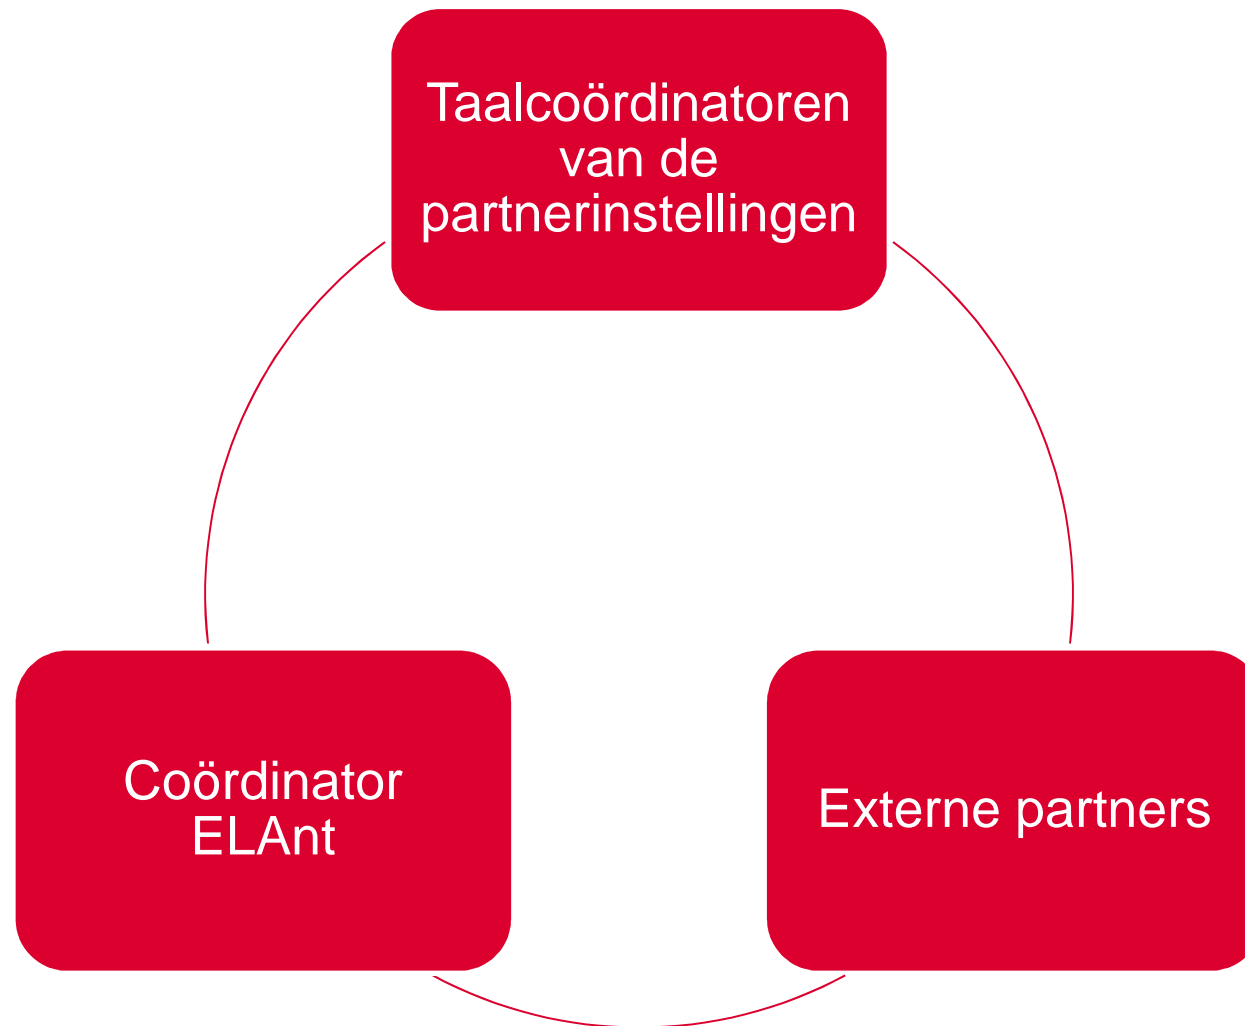 Taalcoördinatoren
van de
partnerinstellingen
Coördinator
ELAnt
Externe partners